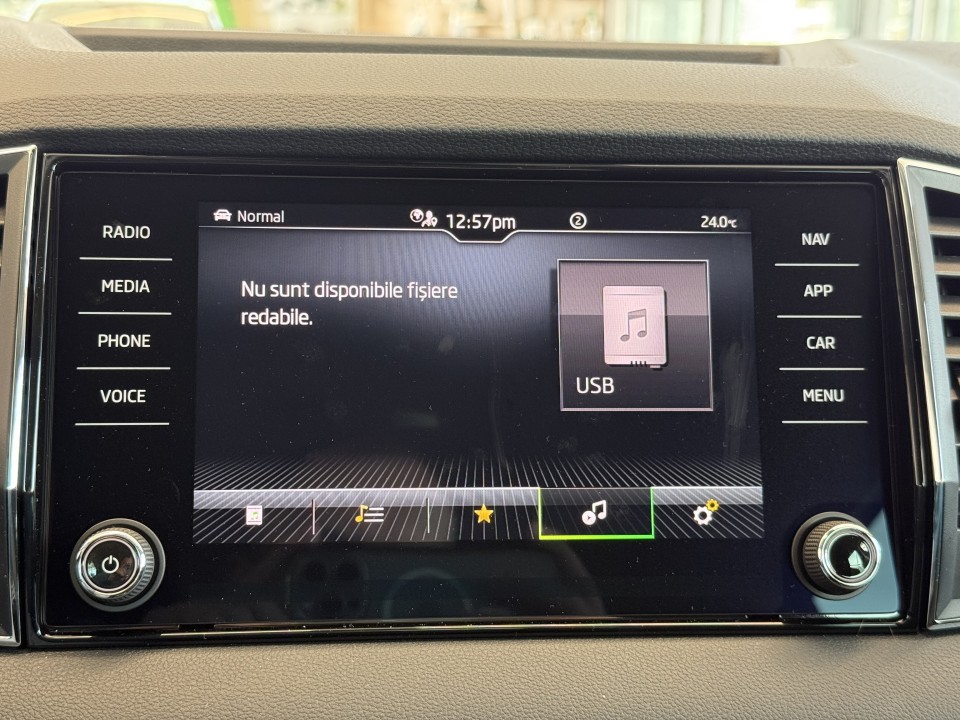 Normal
12:57pm
2
24.0°C
RADIO
MEDIA
PHONE
VOICE
Nu sunt disponibile fișiere
redabile.
USB
NAV
APP
CAR
MENU